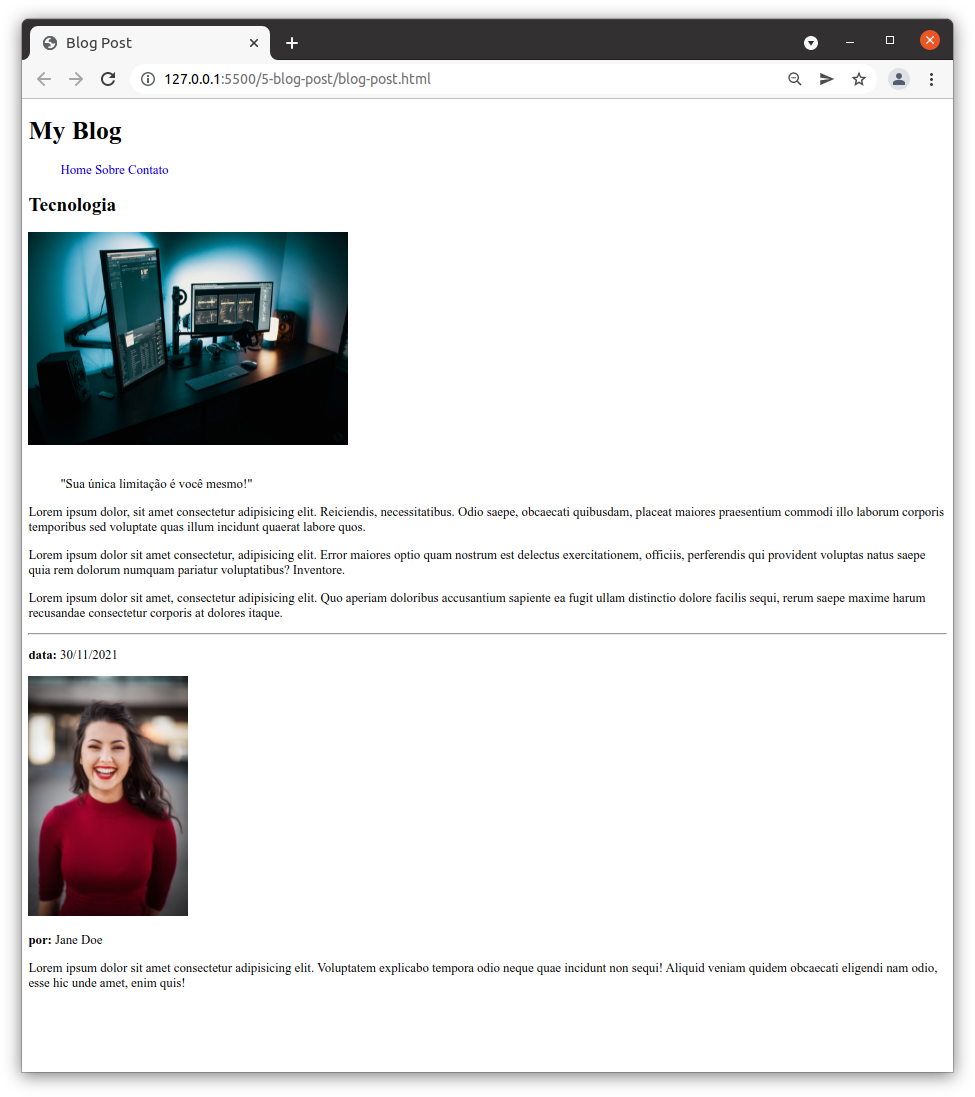 Blog Post
127.0.0.1:5500/5-blog-post/blog-post.html
My Blog
Home Sobre Contato
Tecnologia
"Sua única limitação é você mesmo!"
Lorem ipsum dolor, sit amet consectetur adipisicing elit. Reiciendis, necessitatibus. Odio saepe, obcaecati quibusdam, placeat maiores praesentium commodi illo laborum corporis
temporibus sed voluptate quas illum incidunt quaerat labore quos.
Lorem ipsum dolor sit amet consectetur, adipisicing elit. Error maiores optio quam nostrum est delectus exercitationem, officiis, perferendis qui provident voluptas natus saepe
quia rem dolorum numquam pariatur voluptatibus? Inventore.
Lorem ipsum dolor sit amet, consectetur adipisicing elit. Quo aperiam doloribus accusantium sapiente ea fugit ullam distinctio dolore facilis sequi, rerum saepe maxime harum
recusandae consectetur corporis at dolores itaque.
data: 30/11/2021
por: Jane Doe
Lorem ipsum dolor sit amet consectetur adipisicing elit. Voluptatem explicabo tempora odio neque quae incidunt non sequi! Aliquid veniam quidem obcaecati eligendi nam odio,
esse hic unde amet, enim quis!